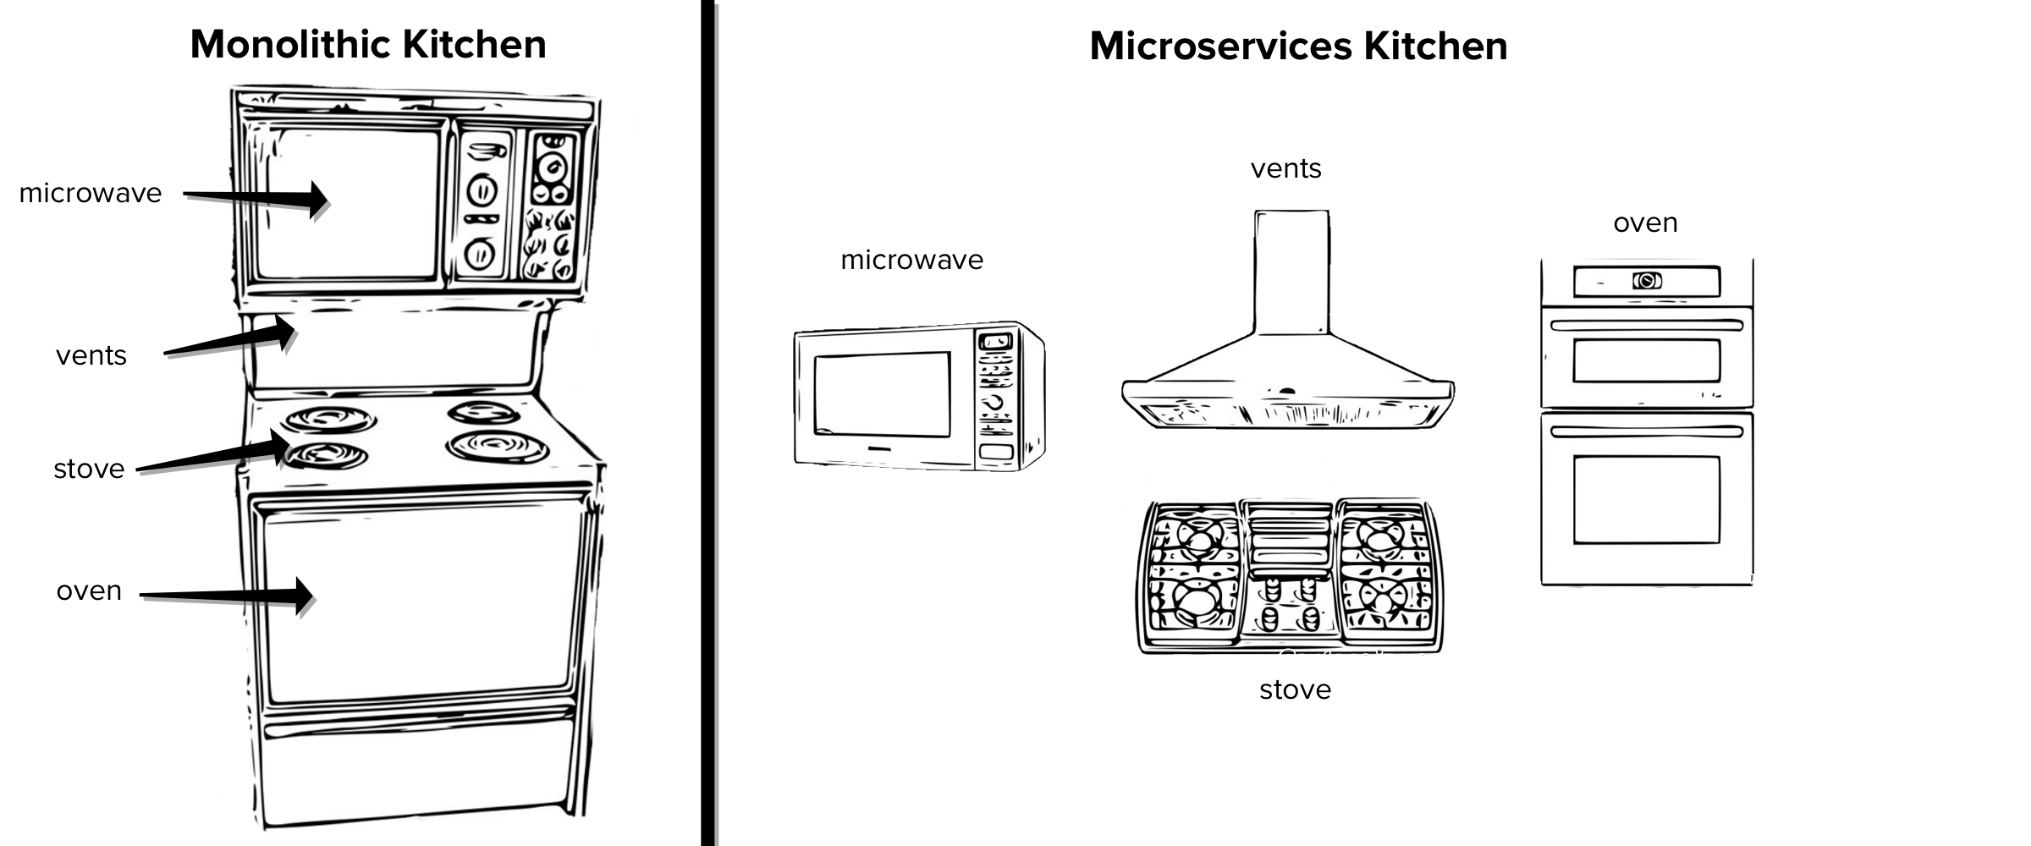 Monolithic Kitchen
microwave
vents
stove
oven
Microservices Kitchen
vents
oven
microwave
stove